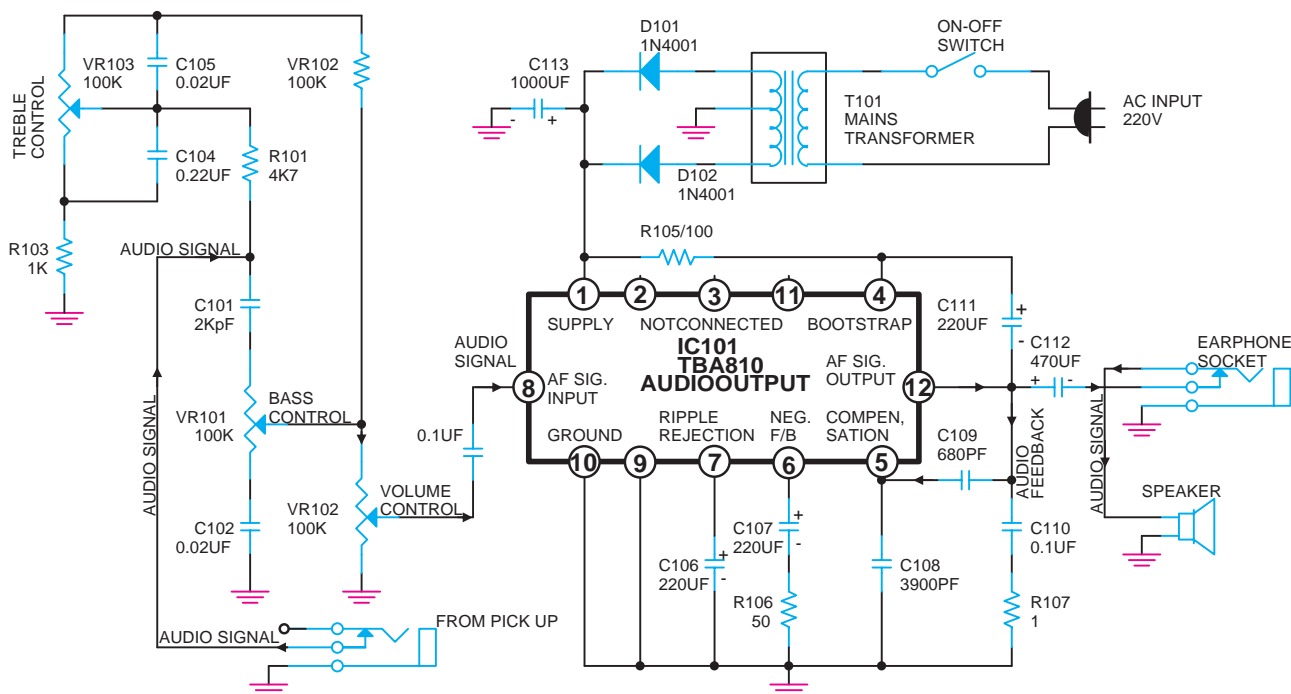 TREBLE
CONTROL
VR103
100K
C105
0.02UF
VR102
100K
C104
0.22UF
R101
4K7
R103
1K
AUDIO SIGNAL
C101
2KpF
AUDIO SIGNAL
VR101
100K
BASS
CONTROL
C102
0.02UF
VR102
100K
VOLUME
CONTROL
AUDIO SIGNAL
FROM PICK UP
0.1UF
AUDIO
SIGNAL
C113
1000UF
- +
D101
1N4001
D102
1N4001
T101
MAINS
TRANSFORMER
ON-OFF
SWITCH
AC INPUT
220V
R105/100
1
2
3
11
4
SUPPLY
NOTCONNECTED
BOOTSTRAP
IC101
TBA810
AUDIOOUTPUT
8
AF SIG.
INPUT
AF SIG.
OUTPUT
12
GROUND
RIPPLE
REJECTION
NEG.
F/B
COMPEN,
SATION
10
9
7
6
5
C111
220UF
+
-
C112
470UF
+ -
EARPHONE
SOCKET
AUDIO SIGNAL
SPEAKER
AUDIO
FEEDBACK
C109
680PF
C110
0.1UF
R107
1
C106
220UF
+
-
C107
220UF
+
-
R106
50
C108
3900PF